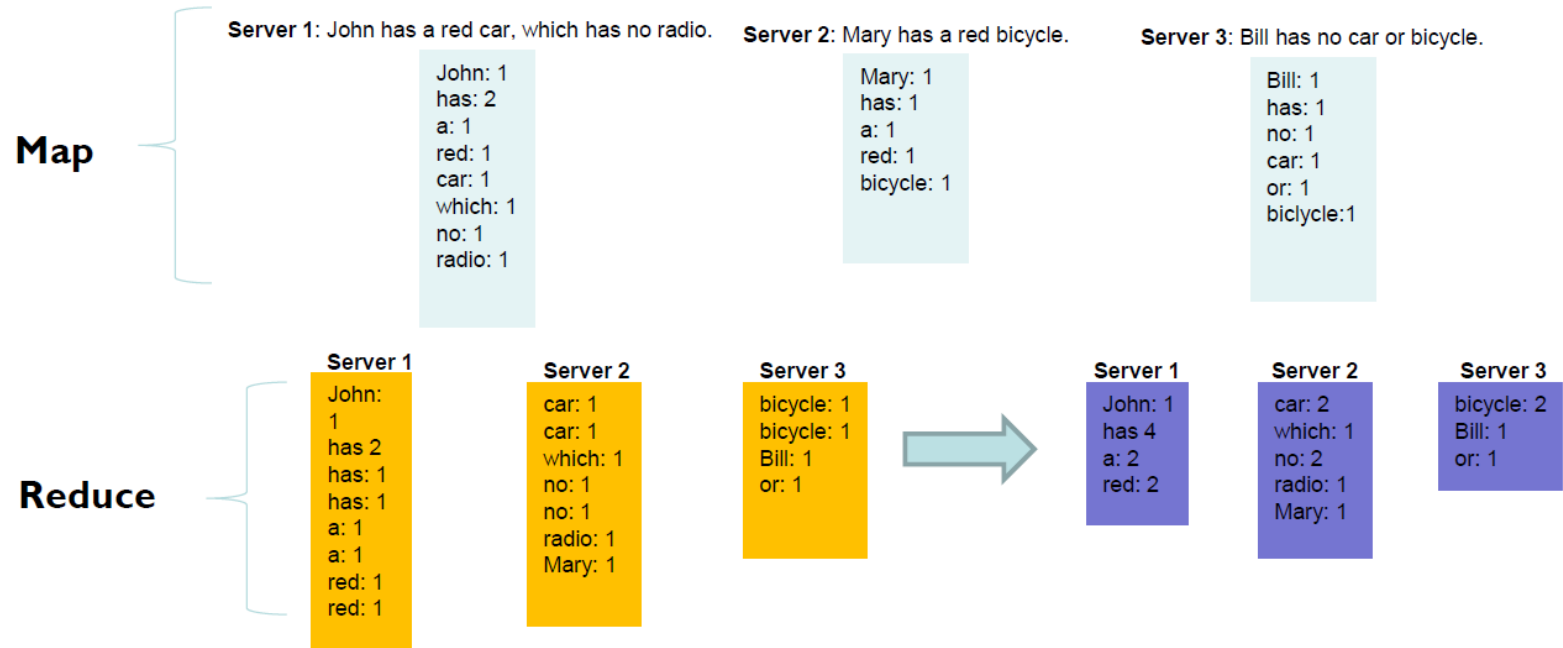 Server 1: John has a red car, which has no radio.
Server 2: Mary has a red bicycle.
Server 3: Bill has no car or bicycle.
Map
John: 1
has: 2
a: 1
red: 1
car: 1
which: 1
no: 1
radio: 1
Mary: 1
has: 1
a: 1
red: 1
bicycle: 1
Bill: 1
has: 1
no: 1
car: 1
or: 1
biclycle:1
Reduce
Server 1
John:
1
has 2
has: 1
has: 1
a: 1
a: 1
red: 1
red: 1
Server 2
car: 1
car: 1
which: 1
no: 1
no: 1
radio: 1
Mary: 1
Server 3
bicycle: 1
bicycle: 1
Bill: 1
or: 1
Server 1
John: 1
has 4
a: 2
red: 2
Server 2
car: 2
which: 1
no: 2
radio: 1
Mary: 1
Server 3
bicycle: 2
Bill: 1
or: 1